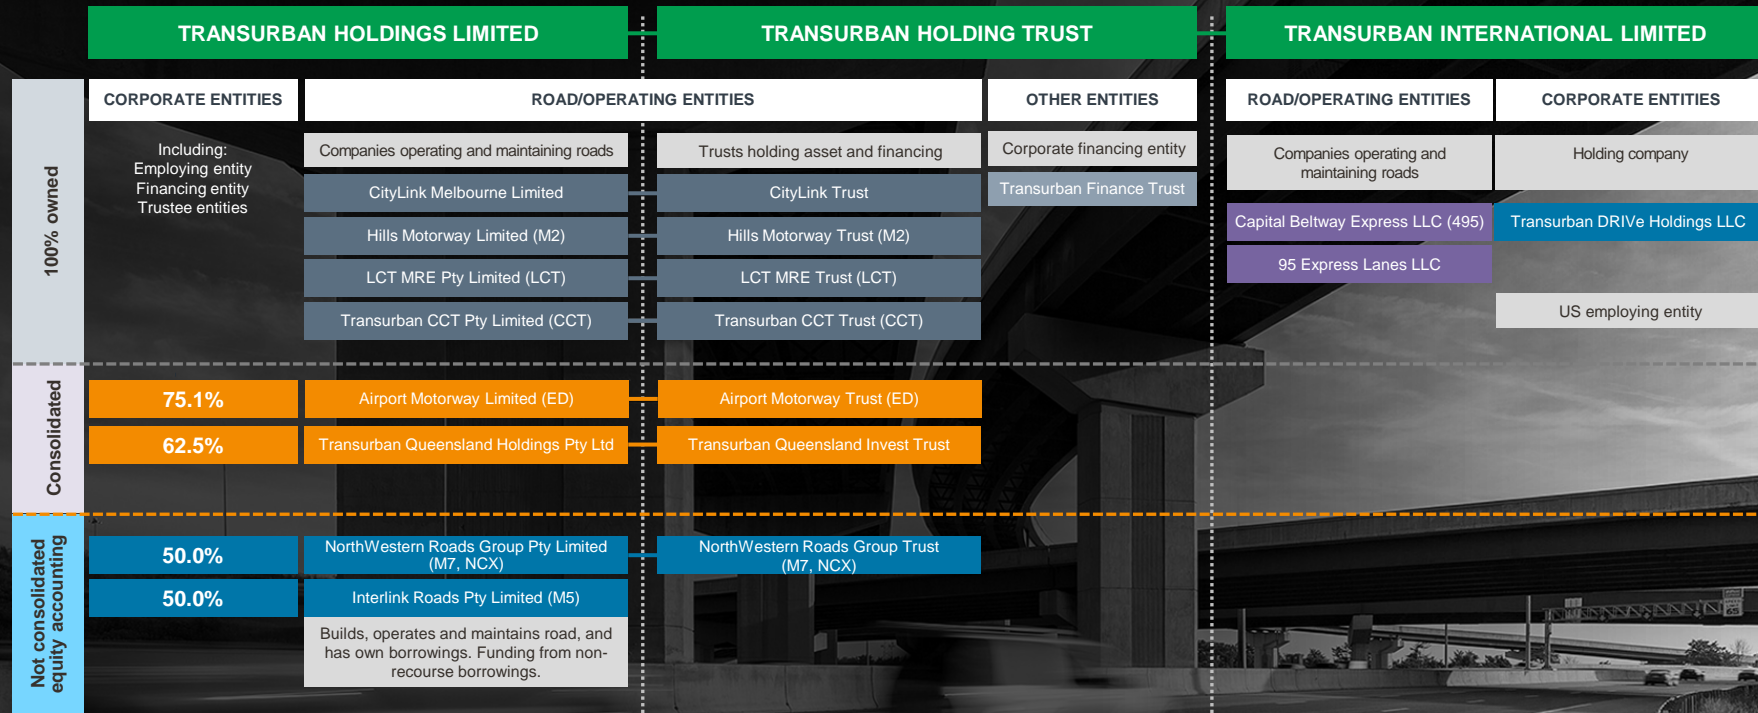 TRANSURBAN HOLDINGS LIMITED
TRANSURBAN HOLDING TRUST
TRANSURBAN INTERNATIONAL LIMITED
CORPORATE ENTITIES
ROAD/OPERATING ENTITIES
OTHER ENTITIES
ROAD/OPERATING ENTITIES
CORPORATE ENTITIES
100% owned
Including:
Employing entity
Financing entity
Trustee entities
Companies operating and maintaining roads
Trusts holding asset and financing
Corporate financing entity
Companies operating and
maintaining roads
Holding company
CityLink Melbourne Limited
CityLink Trust
Transurban Finance Trust
Hills Motorway Limited (M2)
Hills Motorway Trust (M2)
Capital Beltway Express LLC (495)
Transurban DRIVe Holdings LLC
LCT MRE Pty Limited (LCT)
LCT MRE Trust (LCT)
95 Express Lanes LLC
Transurban CCT Pty Limited (CCT)
Transurban CCT Trust (CCT)
US employing entity
Consolidated
75.1%
Airport Motorway Limited (ED)
Airport Motorway Trust (ED)
62.5%
Transurban Queensland Holdings Pty Ltd
Transurban Queensland Invest Trust
Not consolidated
equity accounting
50.0%
NorthWestern Roads Group Pty Limited
(M7, NCX)
NorthWestern Roads Group Trust
(M7, NCX)
50.0%
Interlink Roads Pty Limited (M5)
Builds, operates and maintains road, and
has own borrowings. Funding from non-
recourse borrowings.